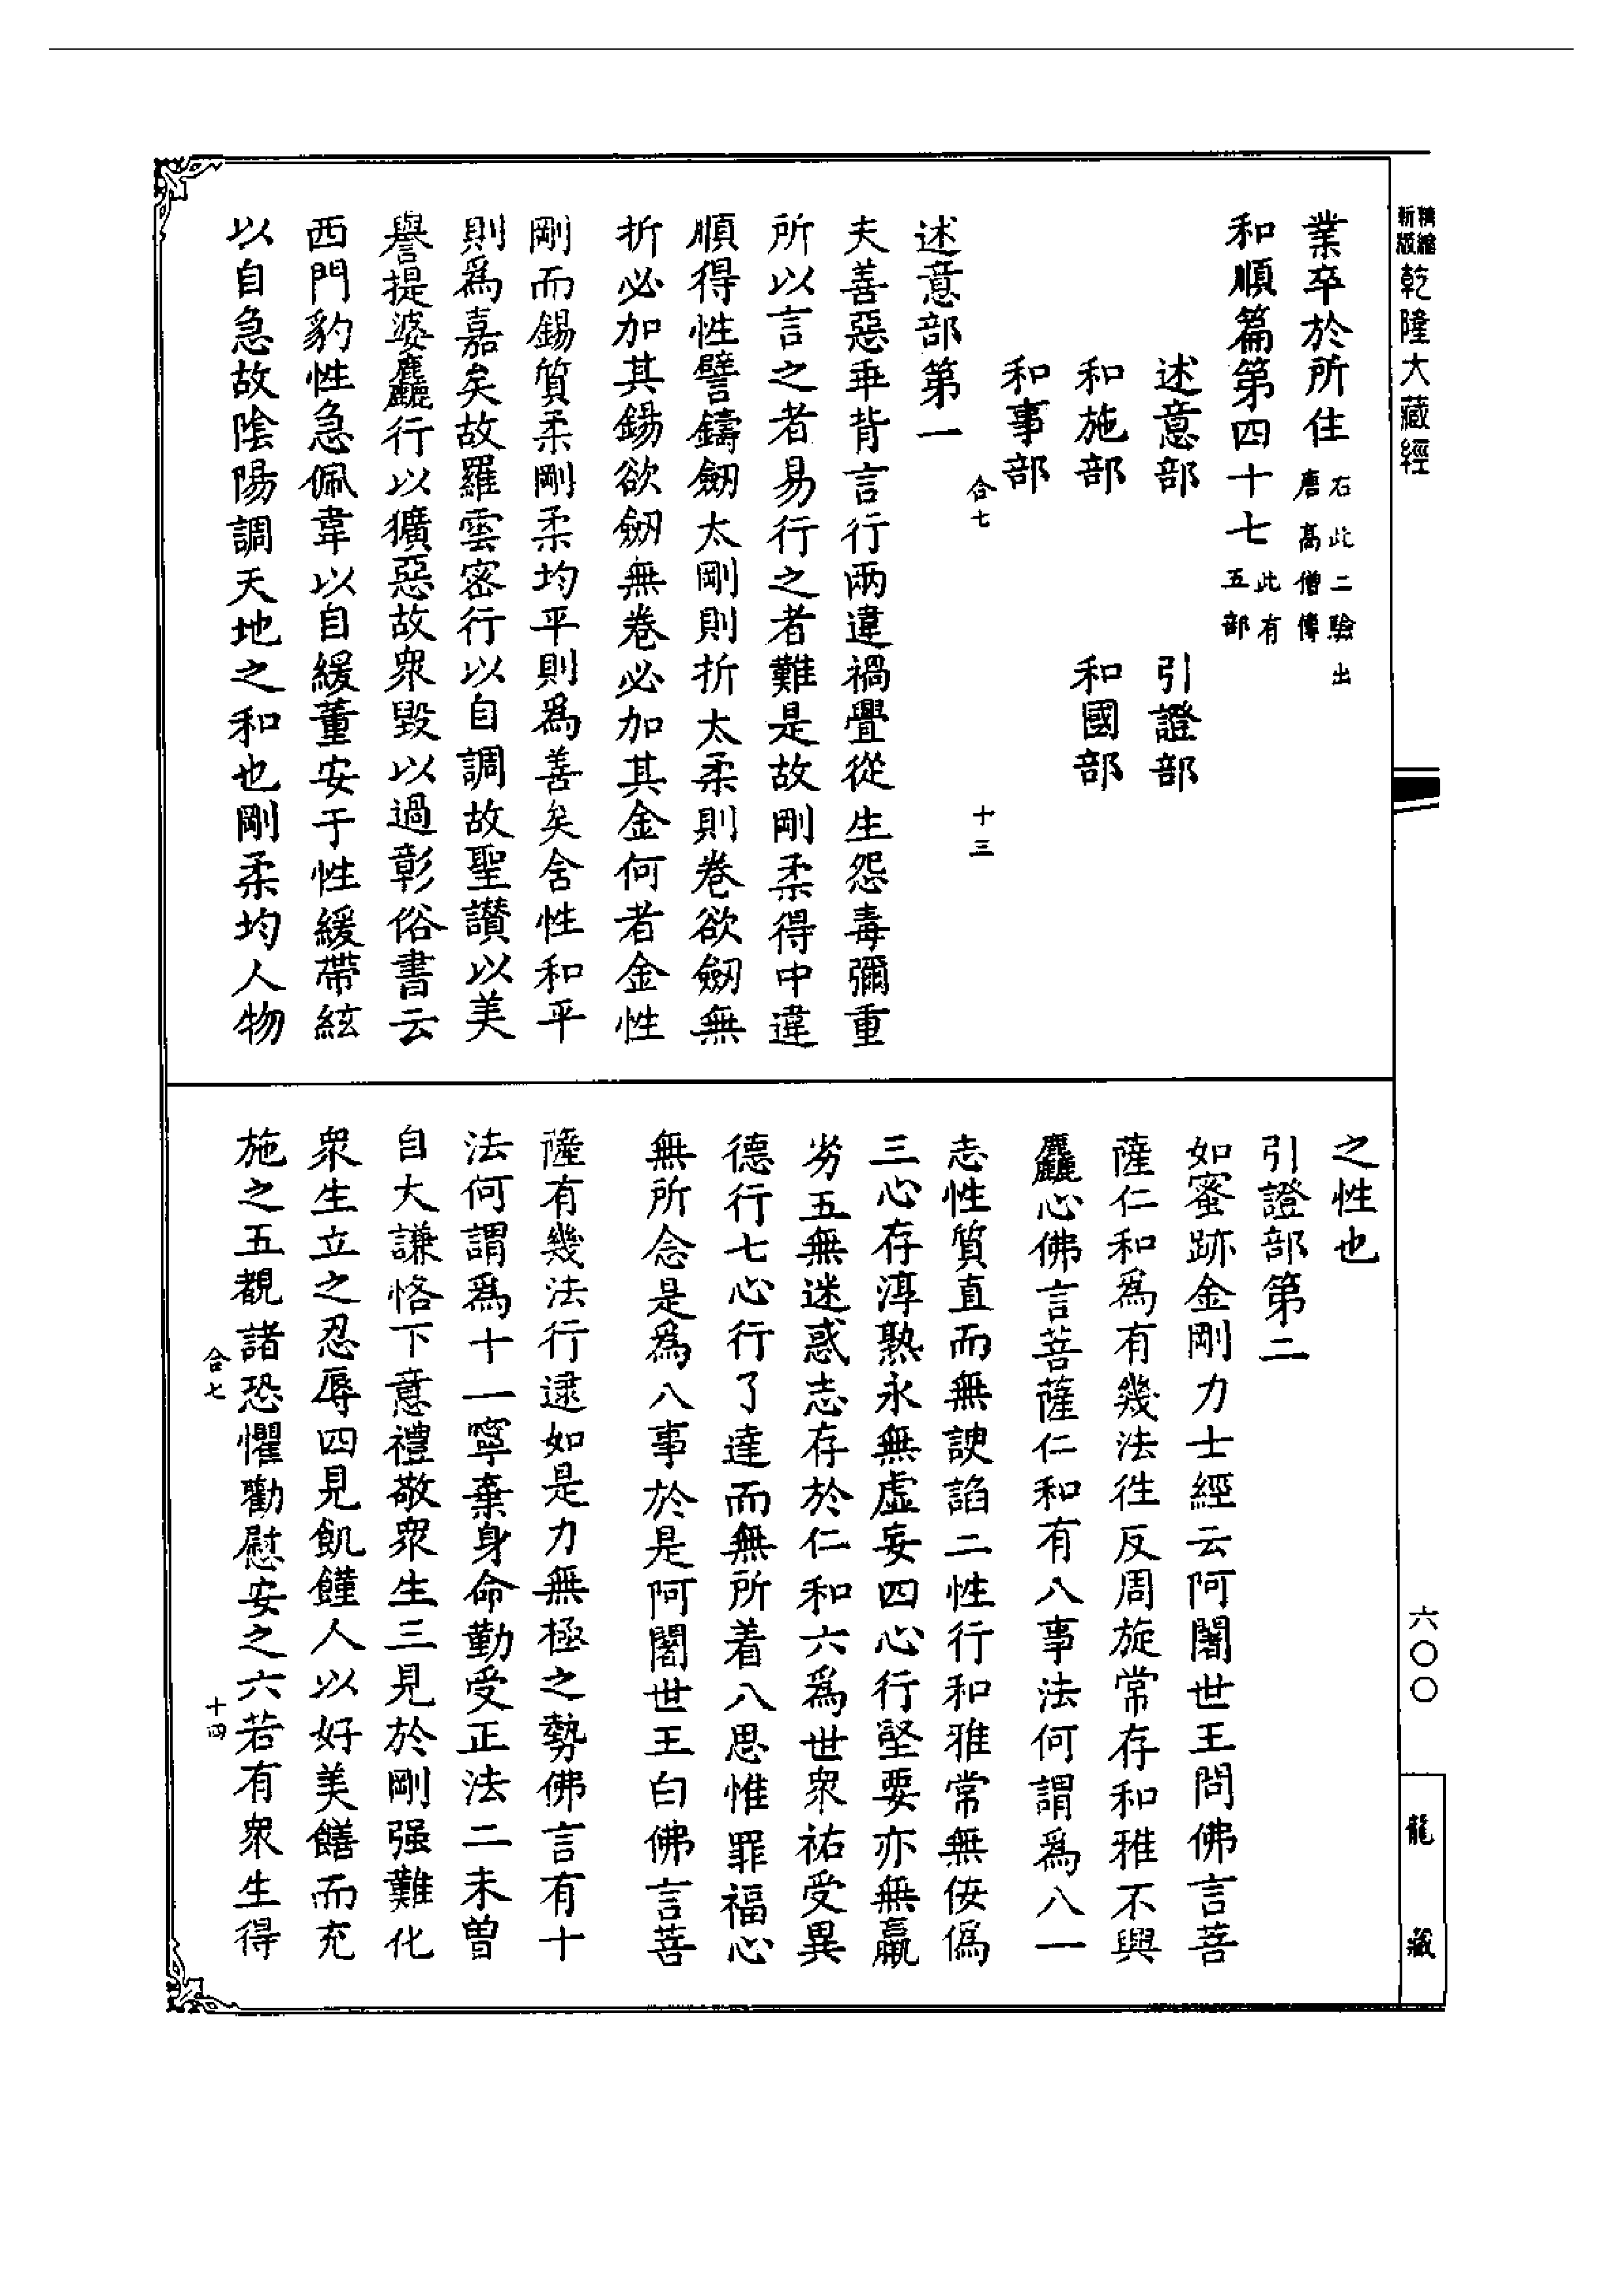 精縮新版乾隆大藏經
業卒於所住右此二驗出唐高僧傳
和順篇第四十七此有五部
述意部 引證部
和施部 和國部
和事部
合七 十三
述意部第一
夫善惡乖背言行兩違禍疊從生怨毒彌重
所以言之者易行之者難是故剛柔得中違
順得性譬鑄劒太剛則折太柔則卷欲劒無
折必加其錫欲劒無卷必加其金何者金性
剛而錫質柔剛柔均平則爲善矣舍性和平
則爲嘉矣故羅雲密行以自調故聖讚以美
譽提婆麤行以獷惡故衆毀以過彰俗書云
西門豹性急佩韋以自緩董安于性緩帶絃
以自急故陰陽調天地之和也剛柔均人物
之性也
引證部第二
如蜜跡金剛力士經云阿闍世王問佛言菩
薩仁和爲有幾法徃反周旋常存和雅不興
麤心佛言菩薩仁和有八事法何謂爲八一
志性質直而無諛諂二性行和雅常無佞僞
三心存淳熟永無虛妄四心行堅要亦無羸
劣五無迷惑志存於仁和六爲世衆祐受異
德行七心行了達而無所着八思惟罪福心
無所念是爲八事於是阿闍世王白佛言菩
薩有幾法行逮如是力無極之勢佛言有十
法何謂爲十一寧棄身命勤受正法二未曾
自大謙恪下意禮敬衆生三見於剛强難化
衆生立之忍辱四見飢饉人以好美饍而充
施之五覩諸恐懼勸慰安之六若有衆生得
合七 十四
六〇〇
龍藏